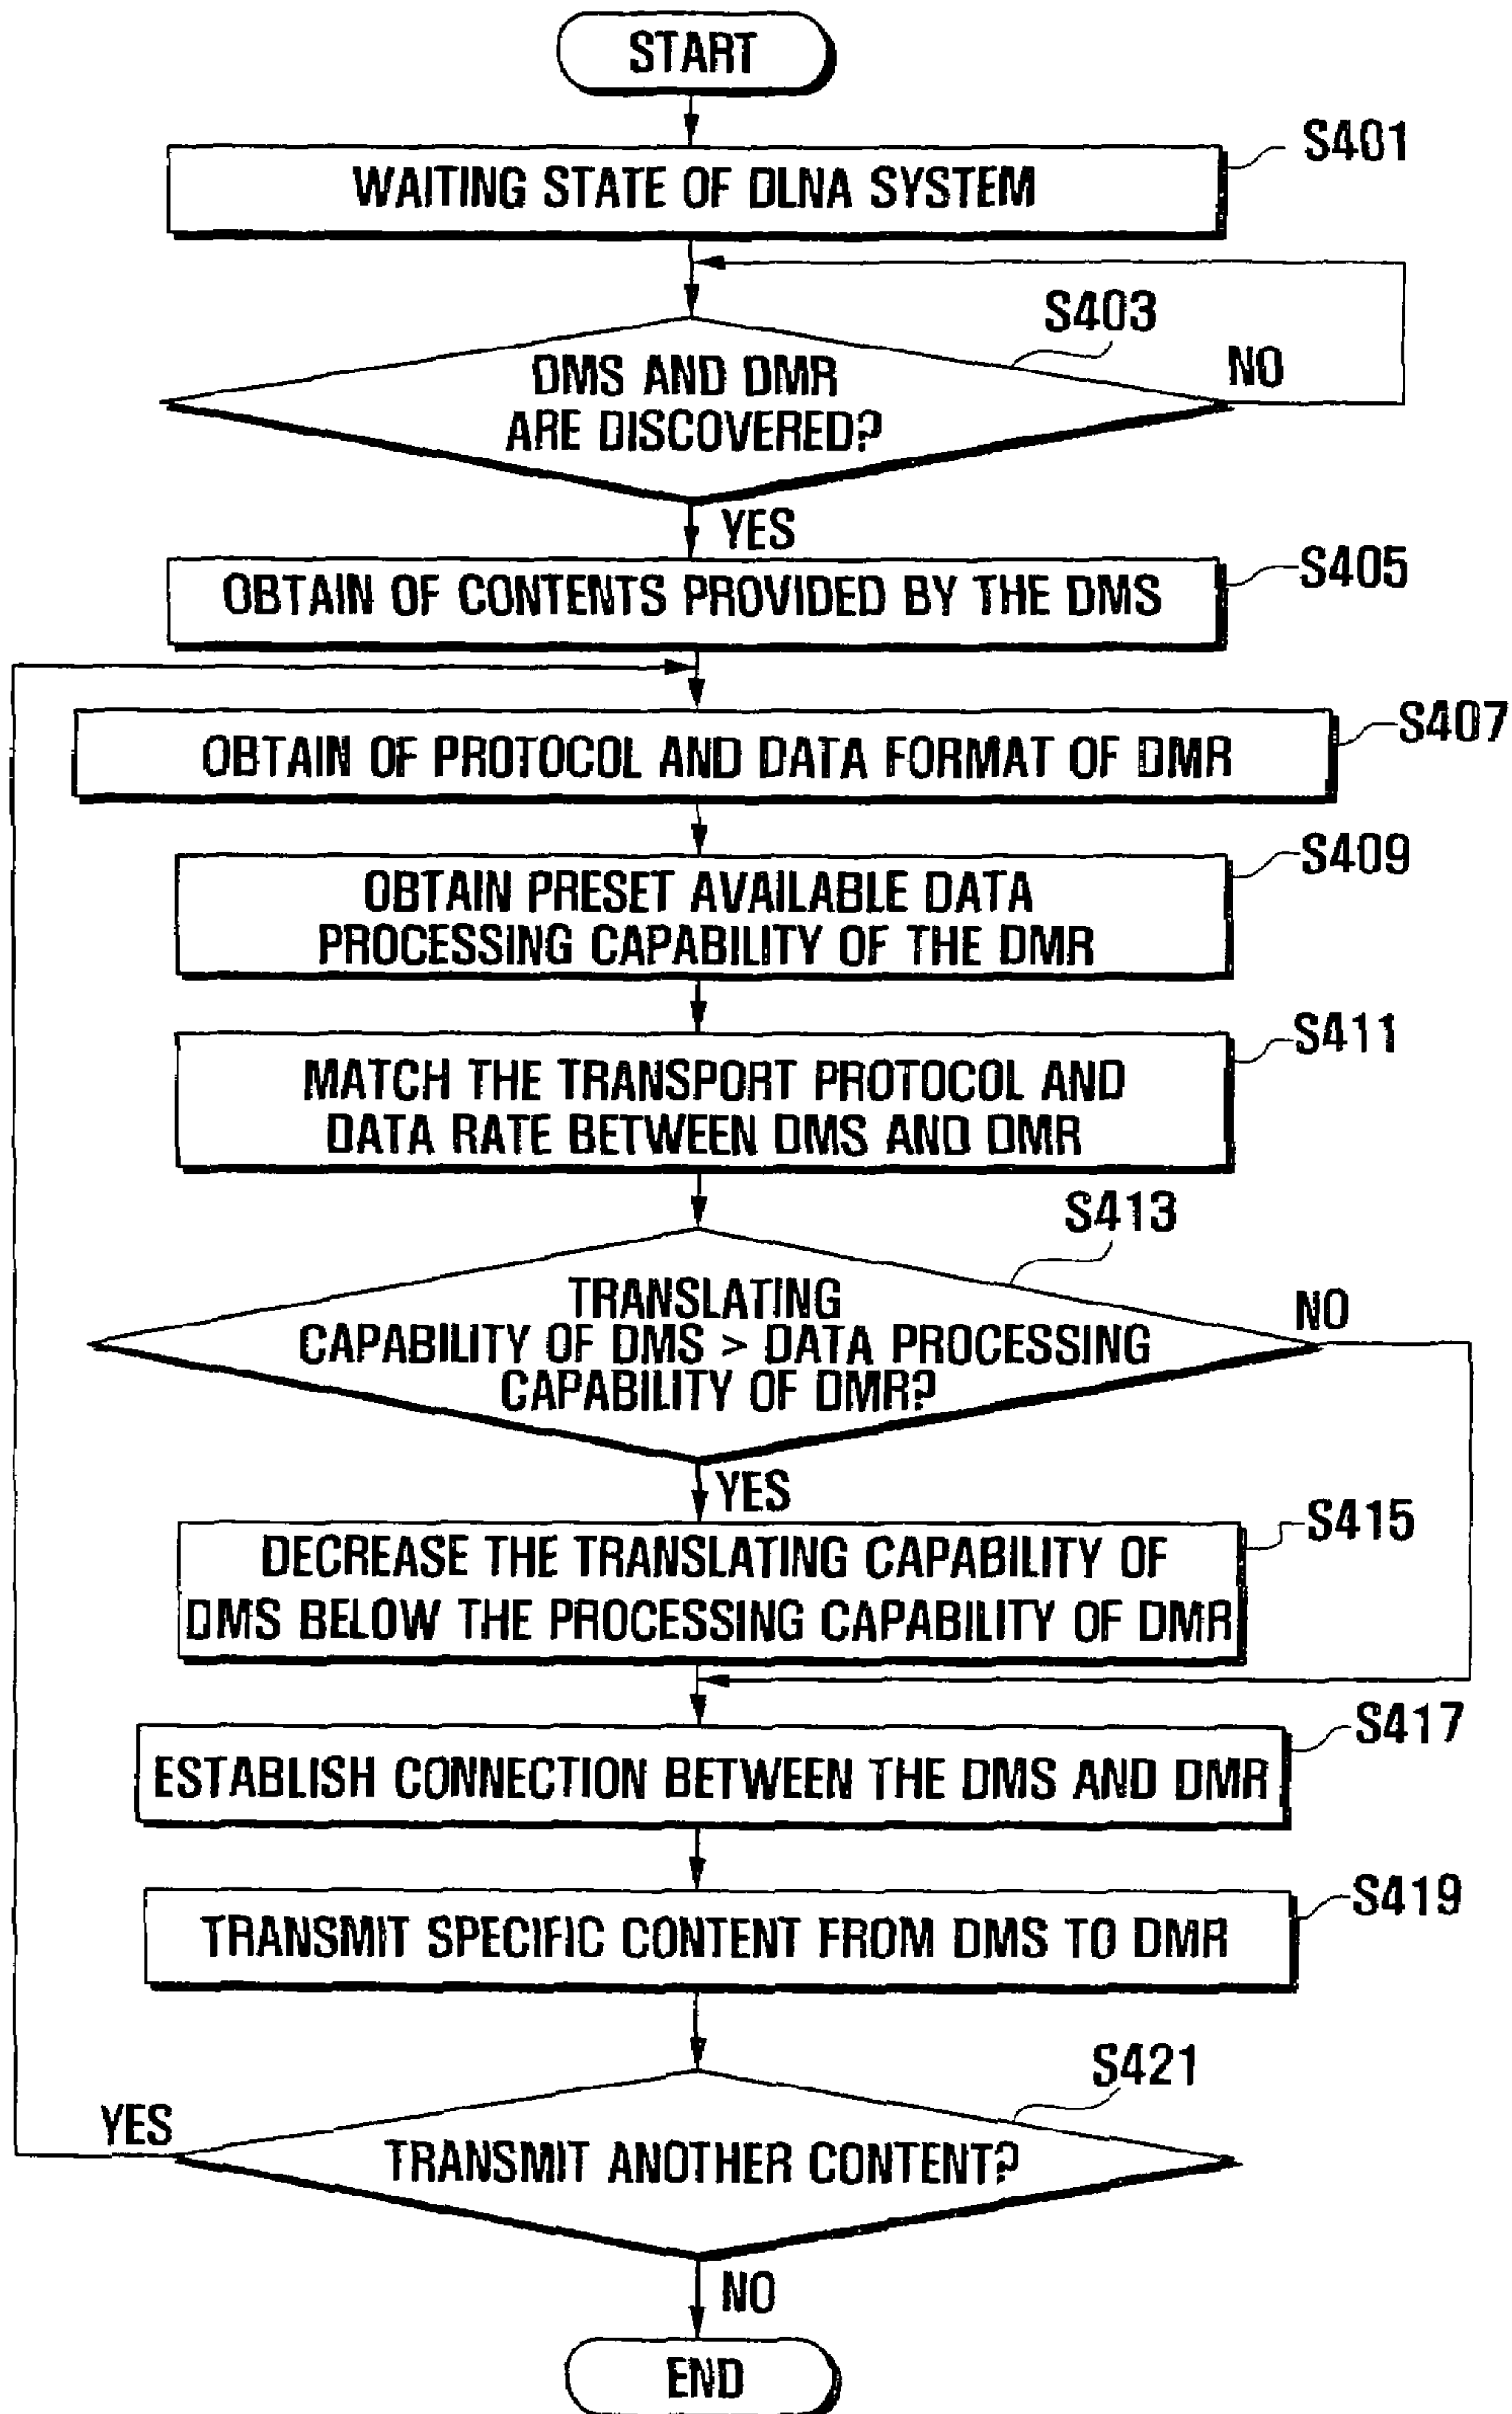 START
S401
WAITING STATE OF DLNA SYSTEM
S403
DMS AND DMR
ARE DISCOVERED?
NO
YES
S405
OBTAIN OF CONTENTS PROVIDED BY THE DMS
S407
OBTAIN OF PROTOCOL AND DATA FORMAT OF DMR
S409
OBTAIN PRESET AVAILABLE DATA
PROCESSING CAPABILITY OF THE DMR
S411
MATCH THE TRANSPORT PROTOCOL AND
DATA RATE BETWEEN DMS AND DMR
S413
TRANSLATING
CAPABILITY OF DMS > DATA PROCESSING
CAPABILITY OF DMR?
NO
YES
S415
DECREASE THE TRANSLATING CAPABILITY OF
DMS BELOW THE PROCESSING CAPABILITY OF DMR
S417
ESTABLISH CONNECTION BETWEEN THE DMS AND DMR
S419
TRANSMIT SPECIFIC CONTENT FROM DMS TO DMR
S421
YES
TRANSMIT ANOTHER CONTENT?
NO
END